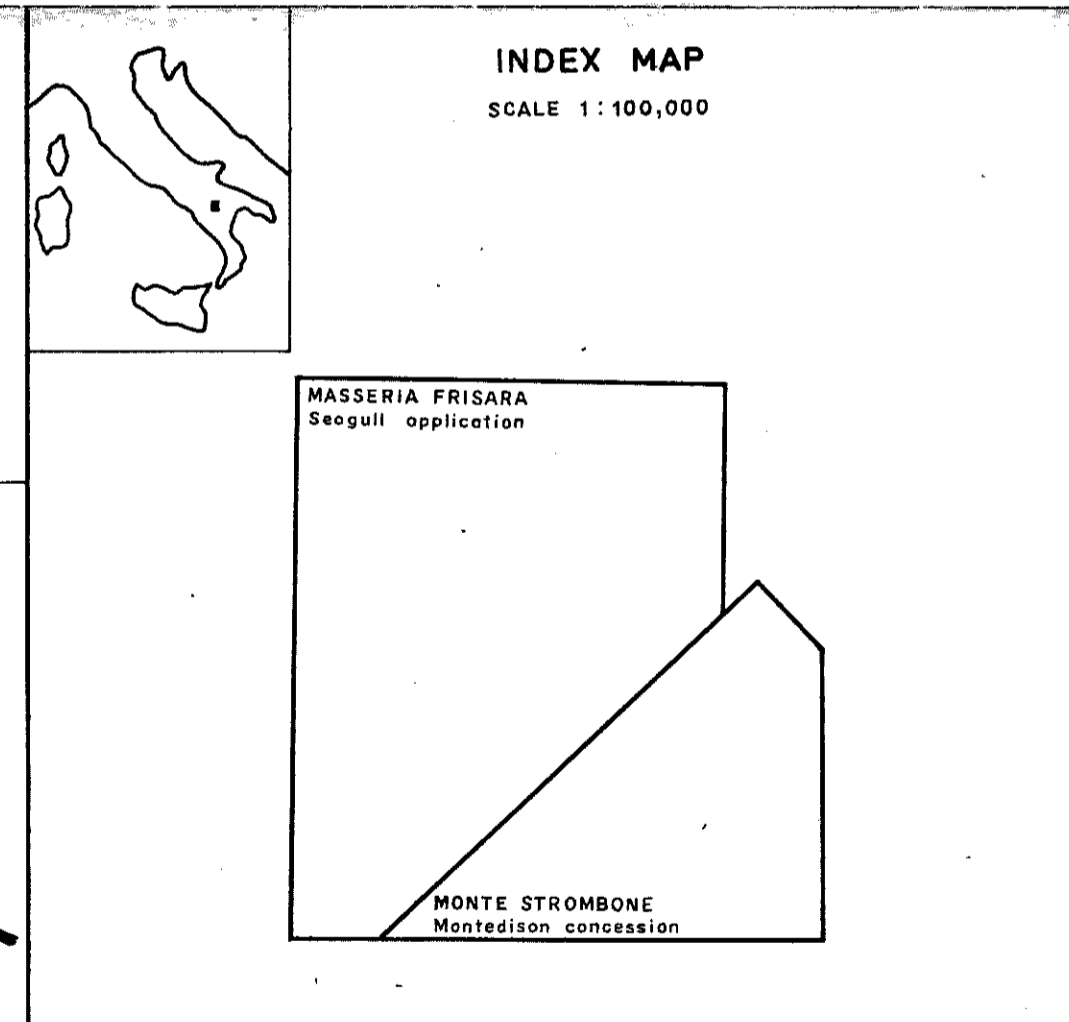 INDEX MAP
SCALE 1:100,000
MASSERIA FRISARA
Seagull application
MONTE STROMBONE
Montedison concession